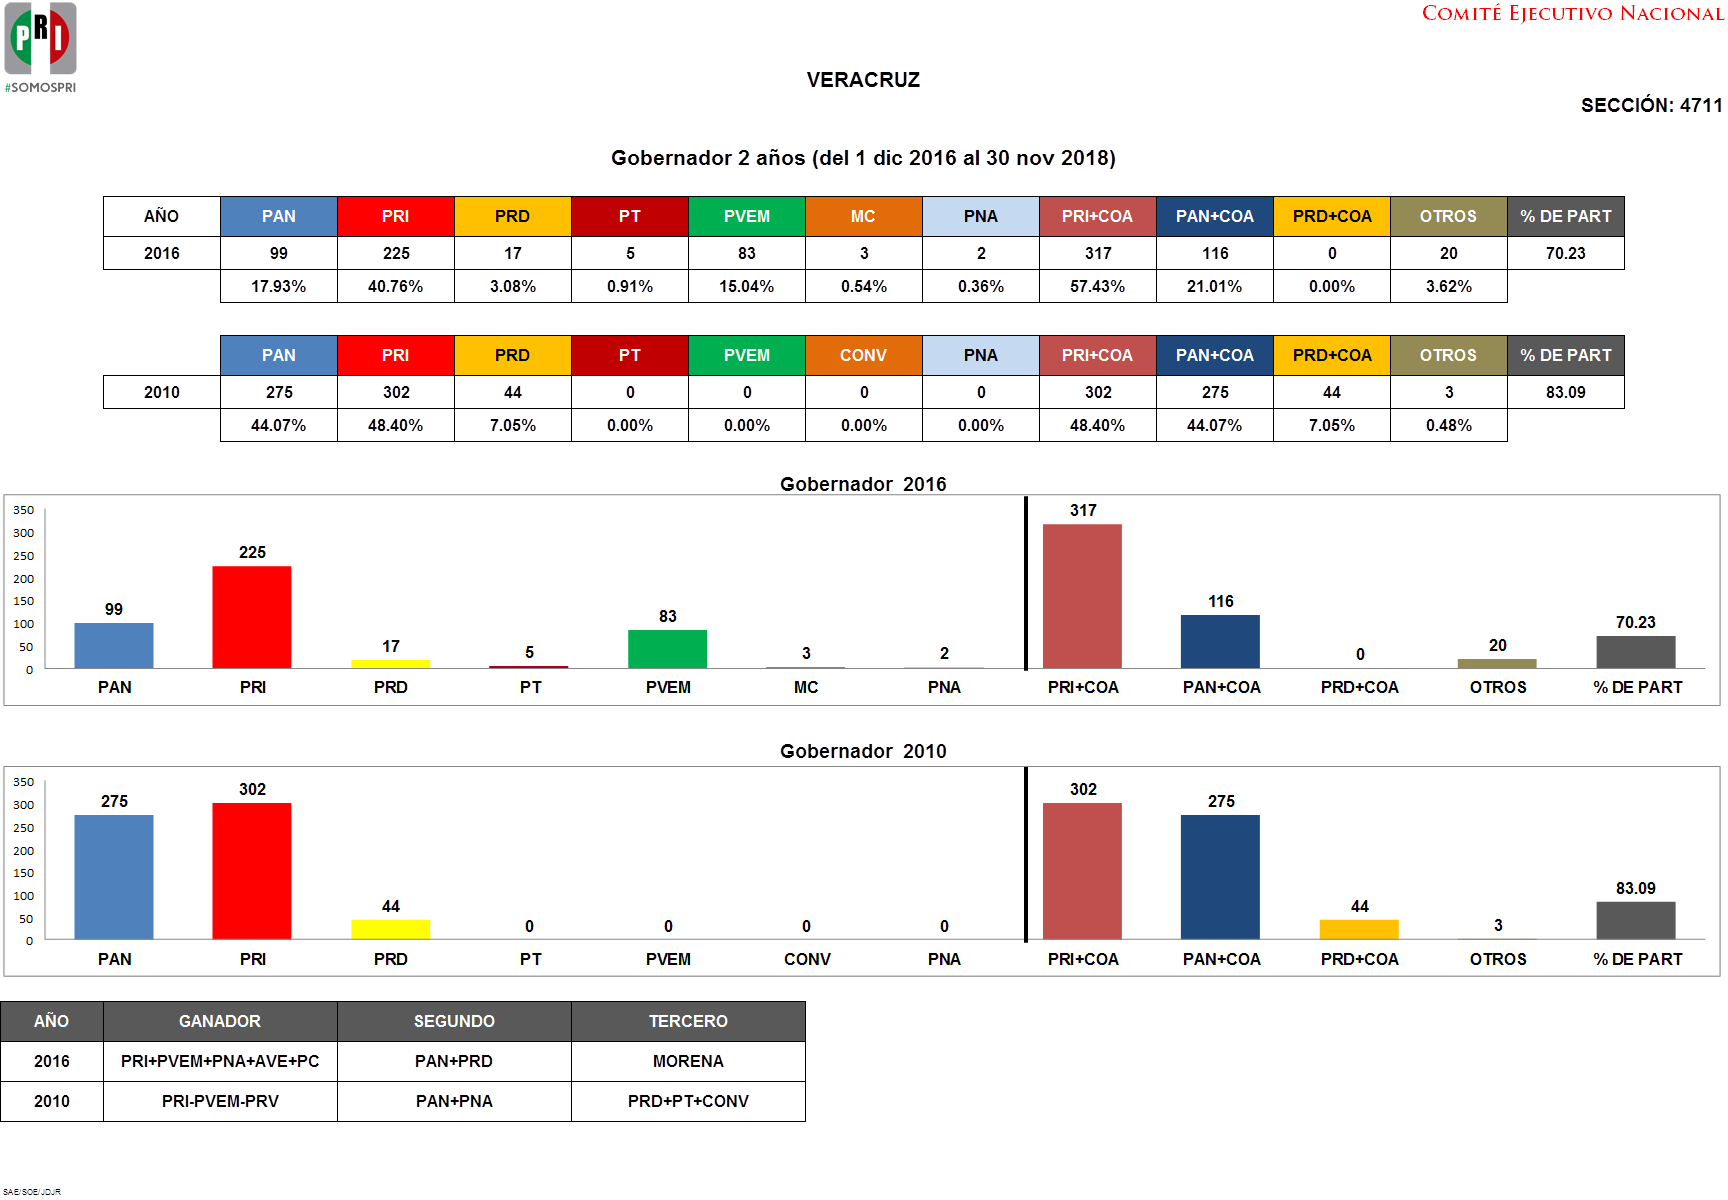 PRI
#SOMOSPRI
COMITÉ EJECUTIVO NACIONAL
VERACRUZ
SECCIÓN: 4711
Gobernador 2 años (del 1 dic 2016 al 30 nov 2018)
AÑO PAN PRI PRD PT PVEM MC PNA PRI+COA PAN+COA PRD+COA OTROS % DE PART
2016 99 225 17 5 83 3 2 317 116 0 20 70.23
17.93% 40.76% 3.08% 0.91% 15.04% 0.54% 0.36% 57.43% 21.01% 0.00% 3.62%
PAN PRI PRD PT PVEM CONV PNA PRI+COA PAN+COA PRD+COA OTROS % DE PART
2010 275 302 44 0 0 0 0 302 275 44 3 83.09
44.07% 48.40% 7.05% 0.00% 0.00% 0.00% 0.00% 48.40% 44.07% 7.05% 0.48%
Gobernador 2016
350
300
250
200
150
100
50
0
99 225 17 5 83 3 2 317 116 0 20 70.23
PAN PRI PRD PT PVEM MC PNA PRI+COA PAN+COA PRD+COA OTROS % DE PART
Gobernador 2010
350
300
250
200
150
100
50
0
275 302 44 0 0 0 0 302 275 44 3 83.09
PAN PRI PRD PT PVEM CONV PNA PRI+COA PAN+COA PRD+COA OTROS % DE PART
AÑO GANADOR SEGUNDO TERCERO
2016 PRI+PVEM+PNA+AVE+PC PAN+PRD MORENA
2010 PRI-PVEM-PRV PAN+PNA PRD+PT+CONV
SAE/SOE/JDJR